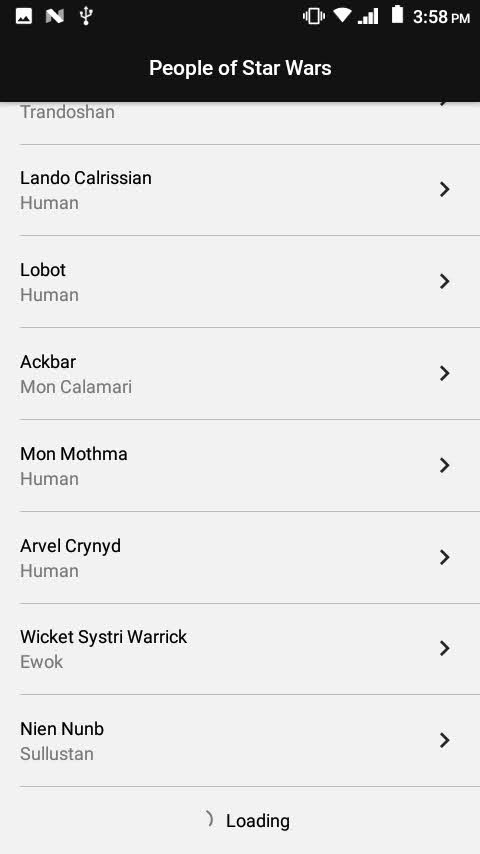 3:58 PM
People of Star Wars
Trandoshan
Lando Calrissian
Human
Lobot
Human
Ackbar
Mon Calamari
Mon Mothma
Human
Arvel Crynyd
Human
Wicket Systri Warrick
Ewok
Nien Nunb
Sullustan
Loading